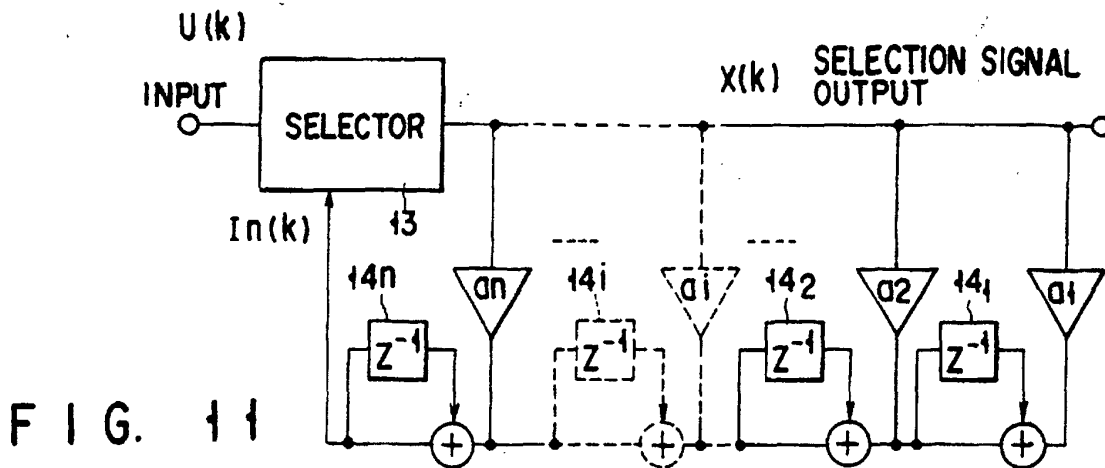 U(k)
INPUT
SELECTOR
X(k)
SELECTION SIGNAL
OUTPUT
13
In(k)
14n
an
14i
ai
14₂
a2
14₁
a1
Z⁻¹
Z⁻¹
Z⁻¹
Z⁻¹
+
+
+
+
FIG. 11